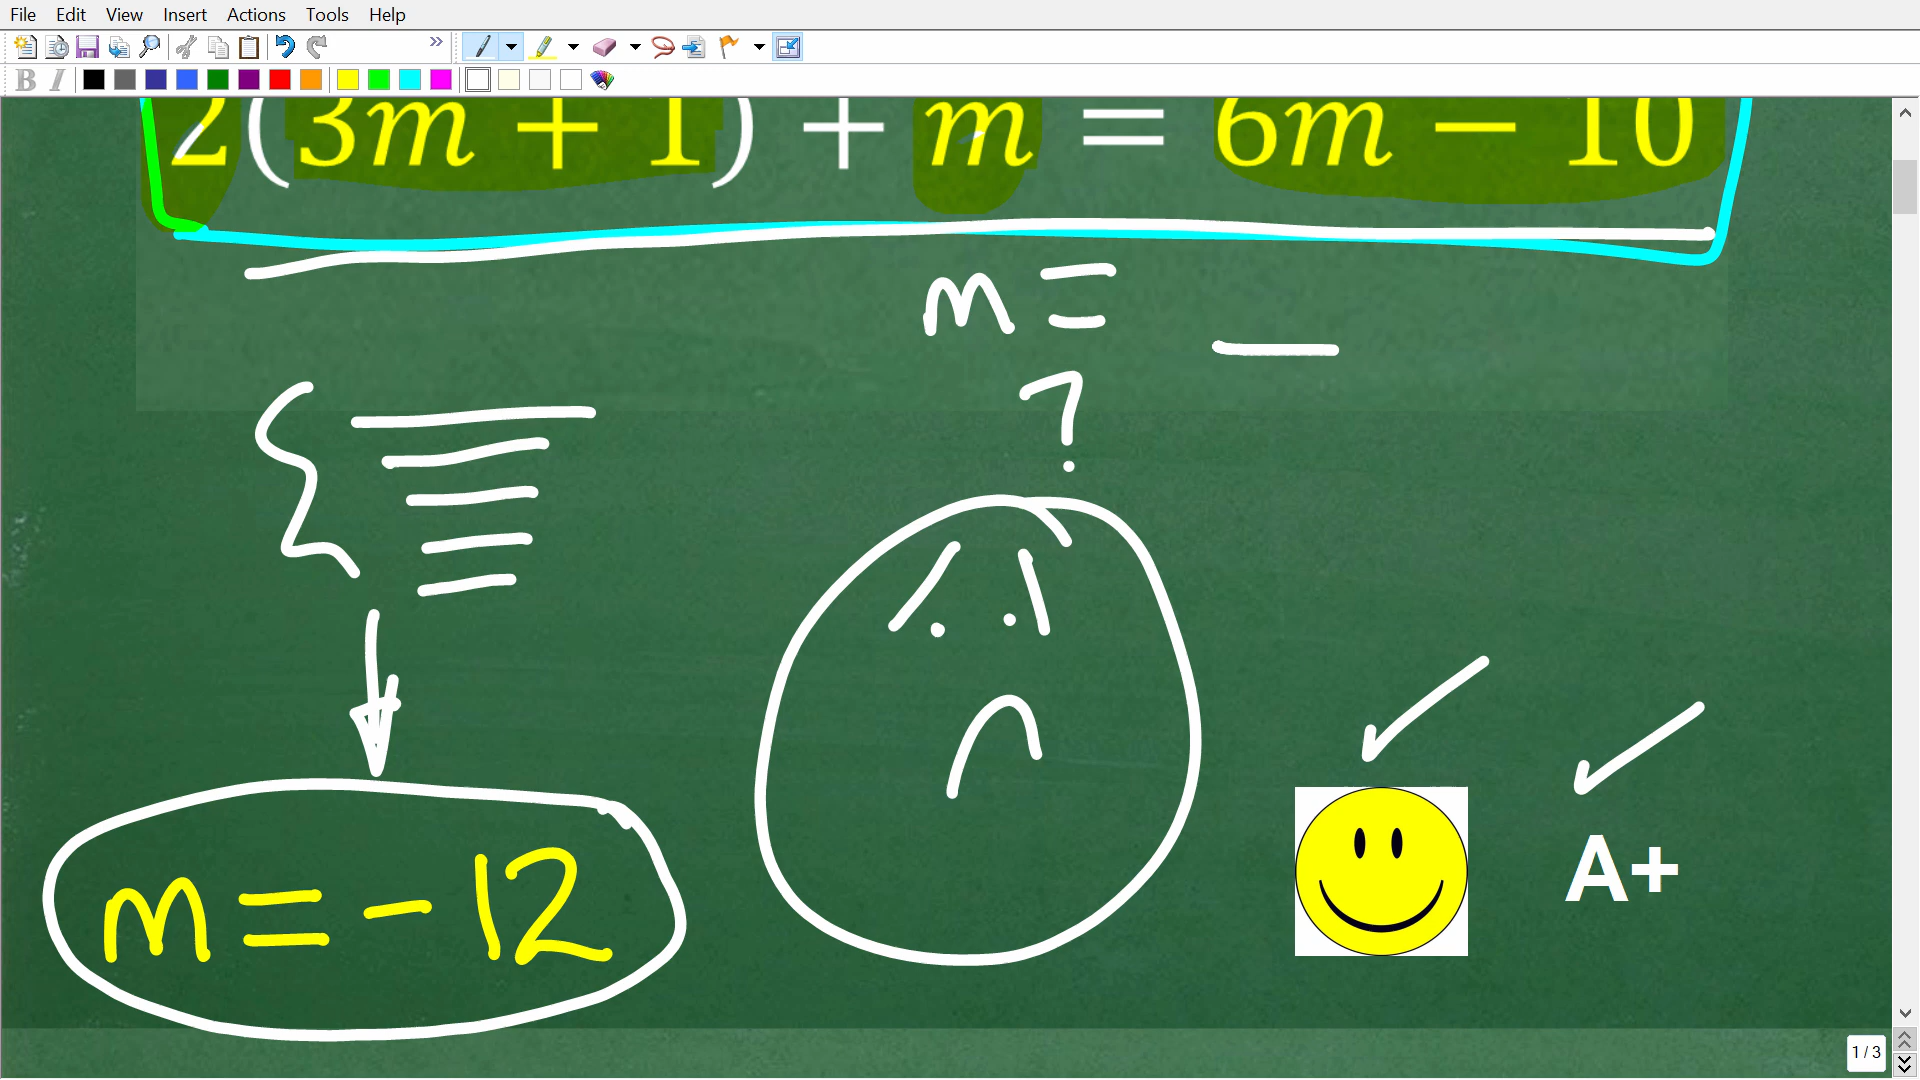 File Edit View Insert Actions Tools Help
B I
2(3m + 1) + m = 6m − 10
m =
?
m = -12
A+
1 / 3